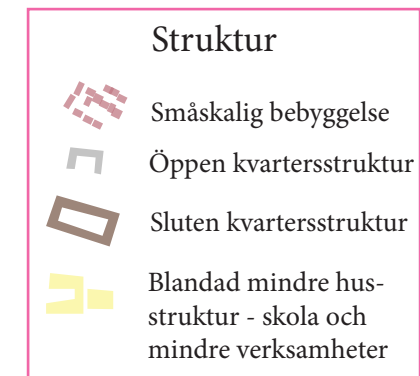 Struktur
Småskalig bebyggelse
Öppen kvartersstruktur
Sluten kvartersstruktur
Blandad mindre hus-
struktur - skola och
mindre verksamheter